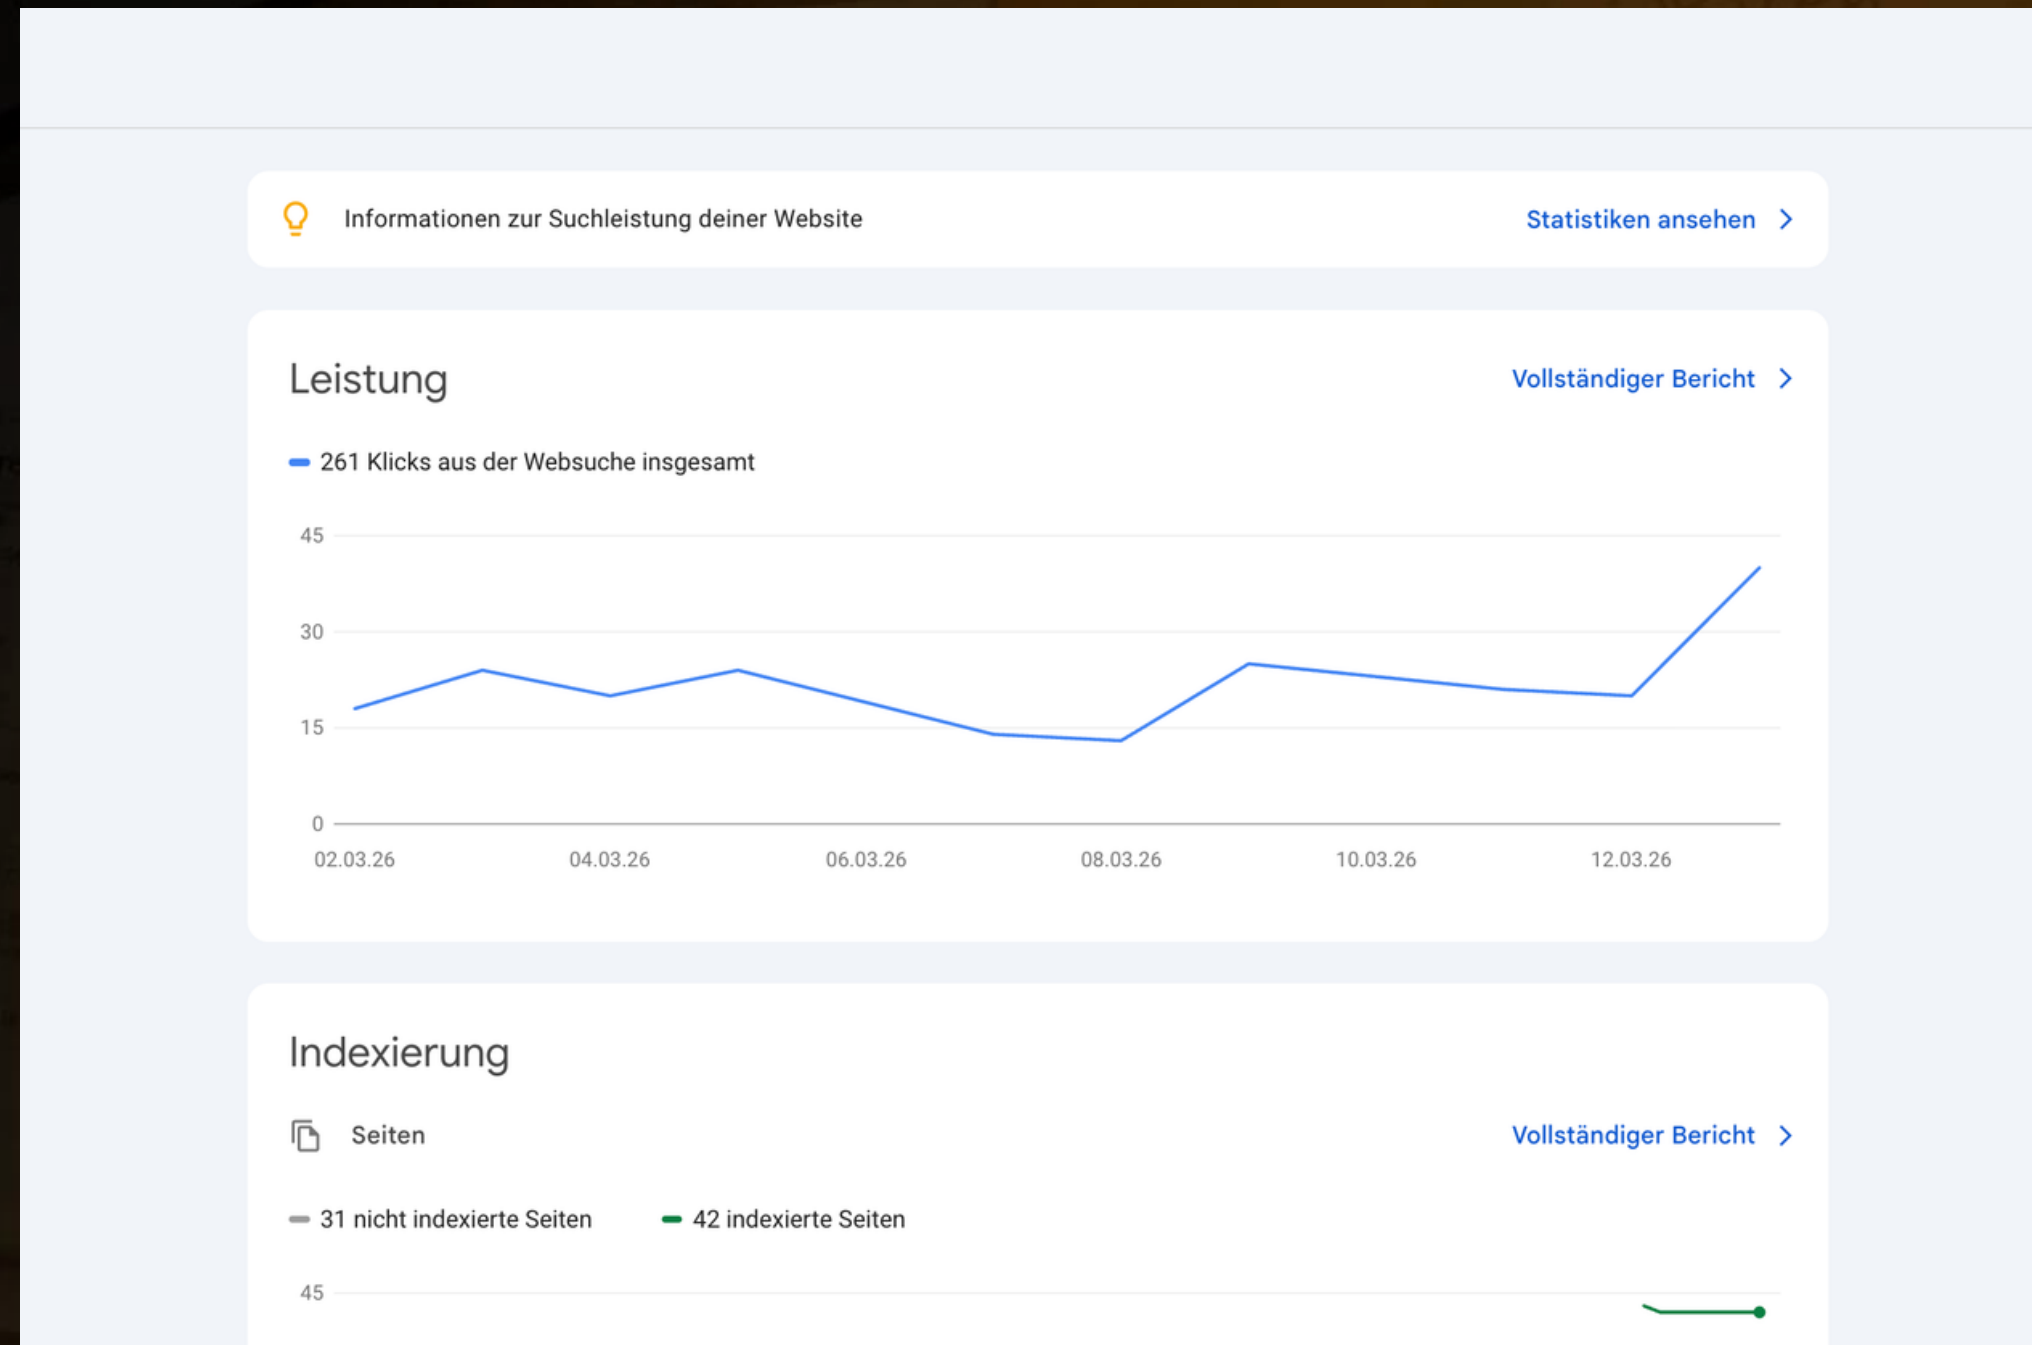 Informationen zur Suchleistung deiner Website
Statistiken ansehen
Leistung
Vollständiger Bericht
261 Klicks aus der Websuche insgesamt
45
30
15
0
02.03.26 04.03.26 06.03.26 08.03.26 10.03.26 12.03.26
Indexierung
Seiten
Vollständiger Bericht
31 nicht indexierte Seiten 42 indexierte Seiten
45